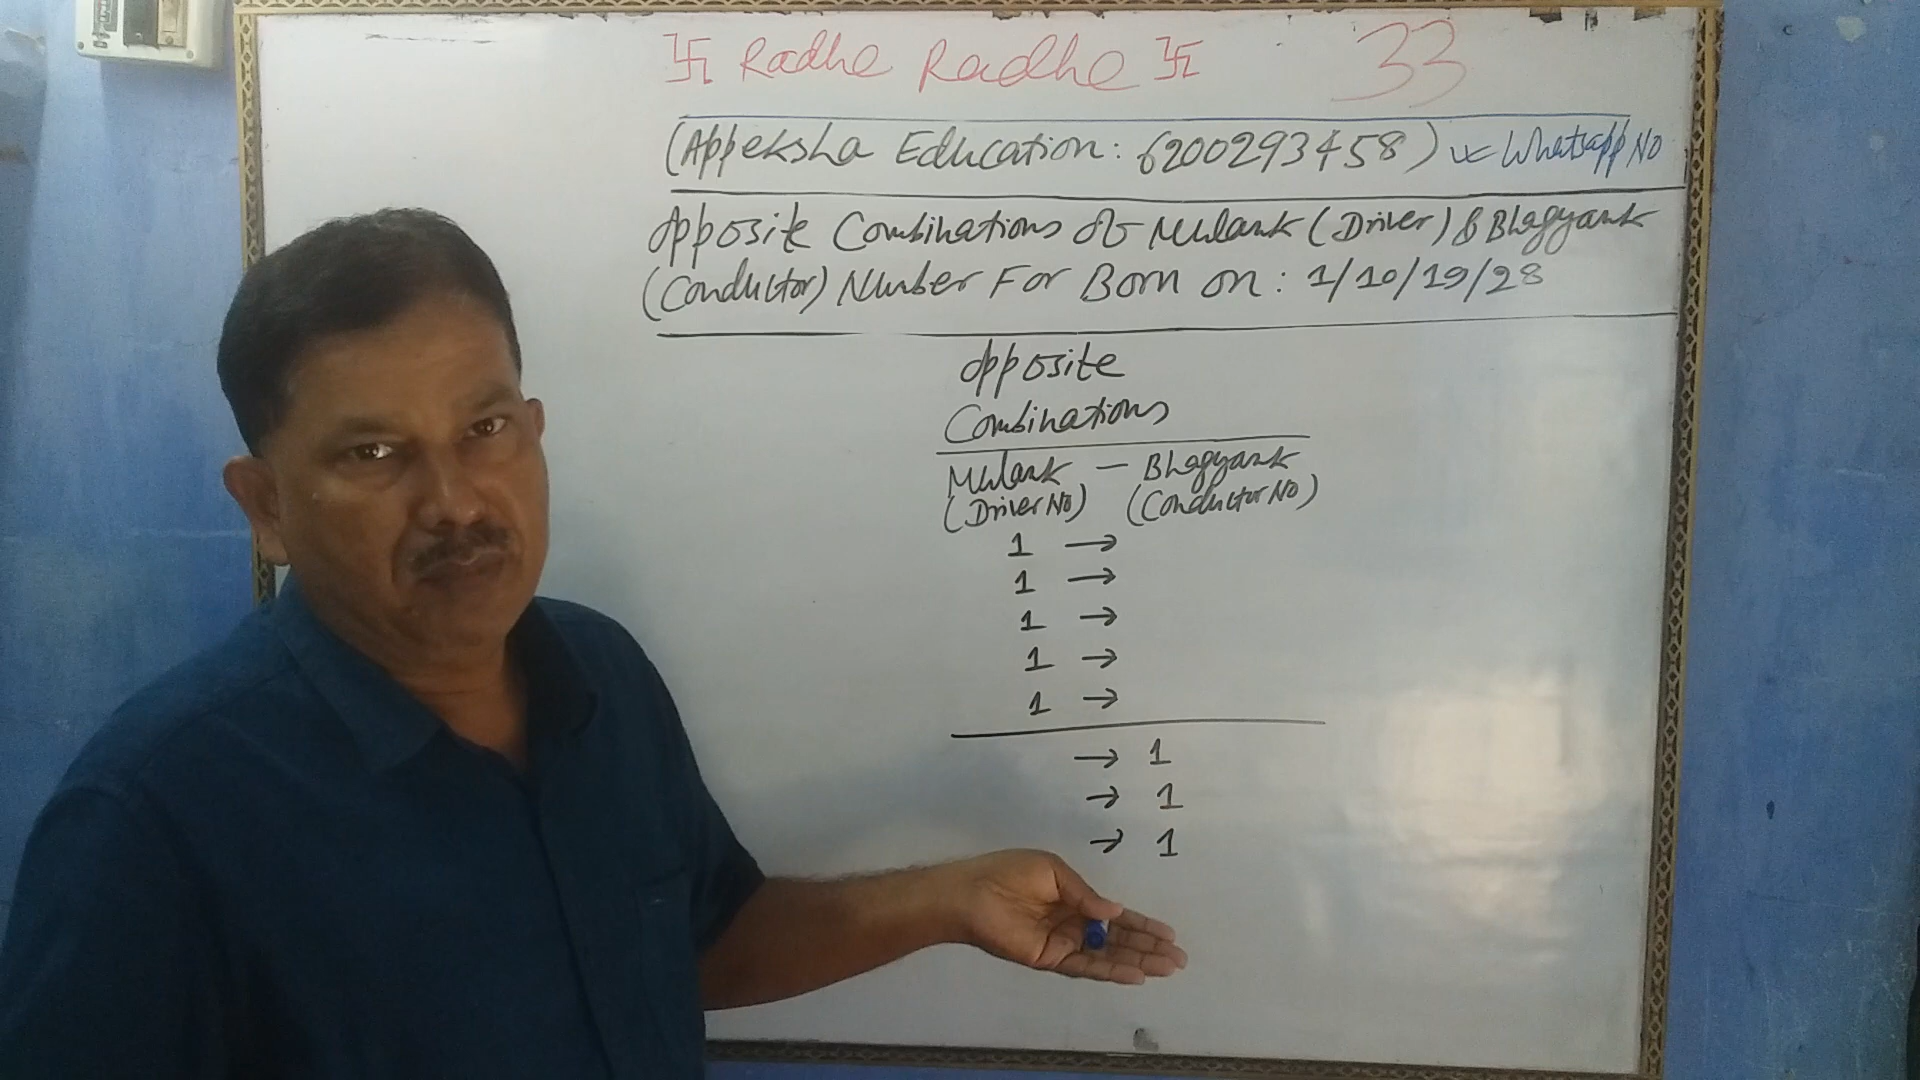 卐 Radhe Radhe 卐 33
(Appeksha Education: 6200293458) ← Whatsapp No
Opposite Combinations of Mulank (Driver) & Bhagyank
(Conductor) Number For Born on: 1/10/19/28
Opposite
Combinations
Mulank — Bhagyank
(Driver No) (Conductor No)
1 →
1 →
1 →
1 →
1 →
→ 1
→ 1
→ 1